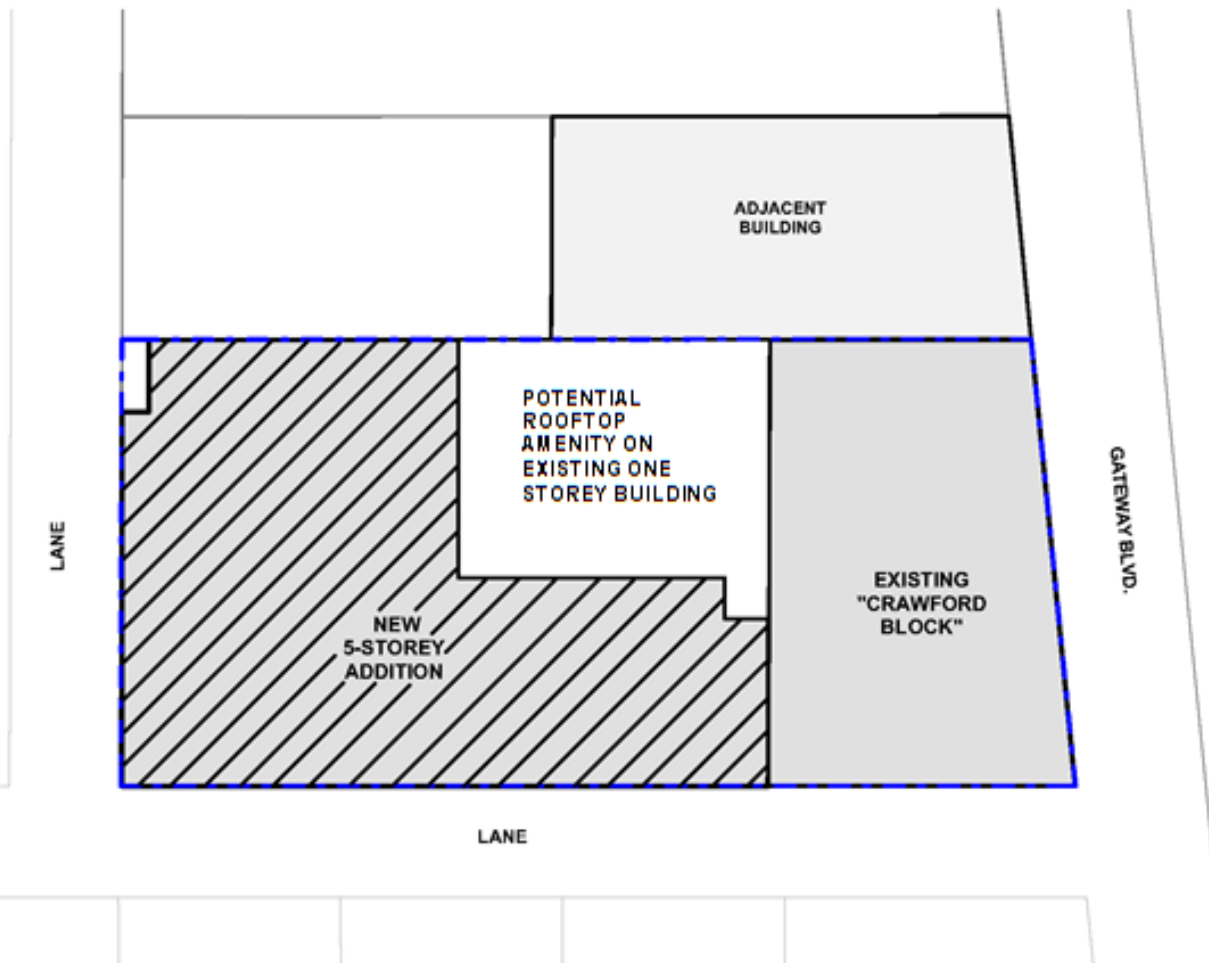 ADJACENT
BUILDING
POTENTIAL
ROOFTOP
AMENITY ON
EXISTING ONE
STOREY BUILDING
LANE
GATEWAY BLVD.
EXISTING
"CRAWFORD
BLOCK"
NEW
5-STOREY
ADDITION
LANE